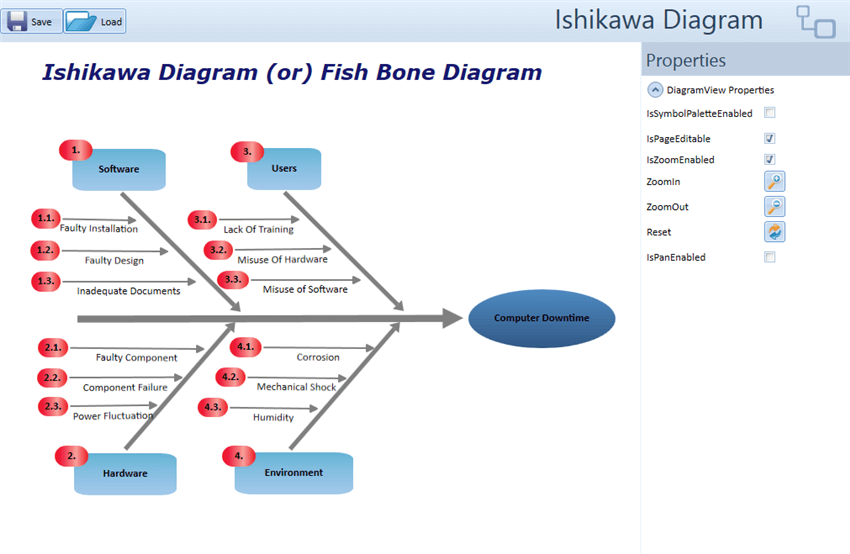 Save
Load
Ishikawa Diagram
Ishikawa Diagram (or) Fish Bone Diagram
1.
Software
3.
Users
1.1.
Faulty Installation
1.2.
Faulty Design
1.3.
Inadequate Documents
3.1.
Lack Of Training
3.2.
Misuse Of Hardware
3.3.
Misuse of Software
Computer Downtime
2.1.
Faulty Component
2.2.
Component Failure
2.3.
Power Fluctuation
4.1.
Corrosion
4.2.
Mechanical Shock
4.3.
Humidity
2.
Hardware
4.
Environment
Properties
DiagramView Properties
IsSymbolPaletteEnabled
IsPageEditable
IsZoomEnabled
ZoomIn
ZoomOut
Reset
IsPanEnabled